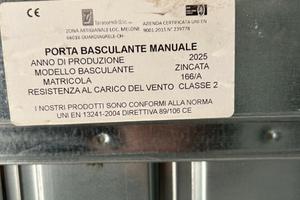 AZIENDA CERTIFICATA UNI EN
ZONA ARTIGIANALE LOC. MELONE
9001:2015 N° 239778
66016 GUARDIAGRELE-CH-
PORTA BASCULANTE MANUALE
ANNO DI PRODUZIONE 2025
MODELLO BASCULANTE ZINCATA
MATRICOLA 166/A
RESISTENZA AL CARICO DEL VENTO CLASSE 2
I NOSTRI PRODOTTI SONO CONFORMI ALLA NORMA
UNI EN 13241-2004 DIRETTIVA 89/106 CE